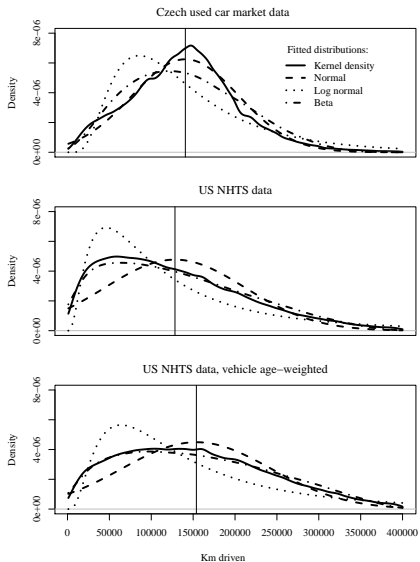 Czech used car market data
Density
8e−06
4e−06
0e+00
Fitted distributions:
Kernel density
Normal
Log normal
Beta
US NHTS data
Density
8e−06
4e−06
0e+00
US NHTS data, vehicle age−weighted
Density
8e−06
4e−06
0e+00
0 50000 100000 150000 200000 250000 300000 350000 400000
Km driven